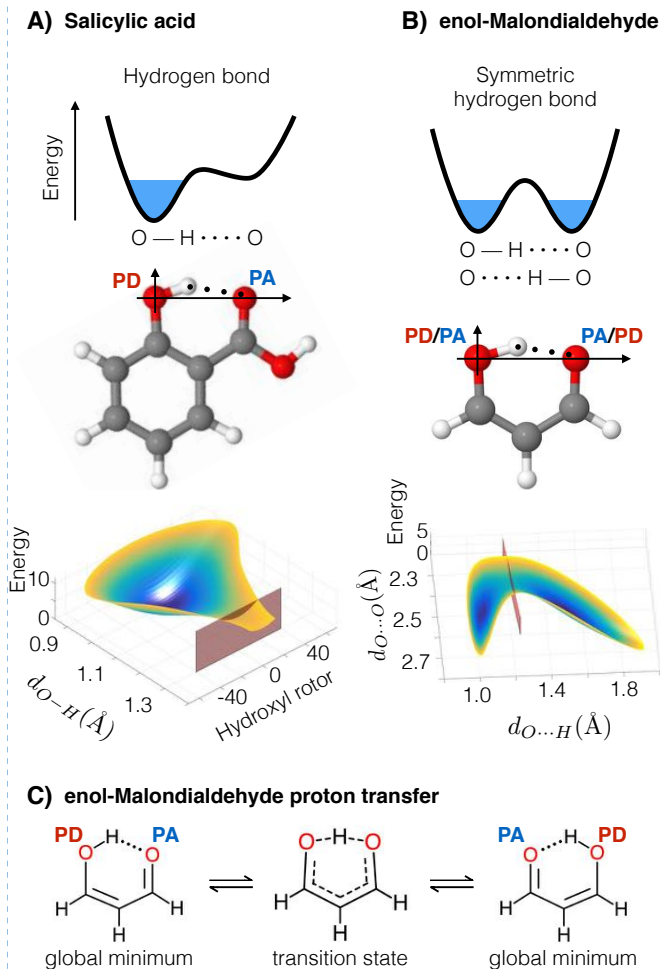 A) Salicylic acid
B) enol-Malondialdehyde
Hydrogen bond
Symmetric
hydrogen bond
Energy
O — H · · · · O
O — H · · · · O
O · · · · H — O
PD
PA
PD/PA
PA/PD
Energy
10
0
0.9
1.1
1.3
d_{O−H}(Å)
-40
0
40
Hydroxyl rotor
Energy
5
0
2.3
2.5
2.7
d_{O···O}(Å)
1.0
1.4
1.8
d_{O···H}(Å)
C) enol-Malondialdehyde proton transfer
PD
H
PA
O
O
H
H
H
global minimum
O
H
O
H
H
H
transition state
PA
H
PD
O
O
H
H
H
global minimum